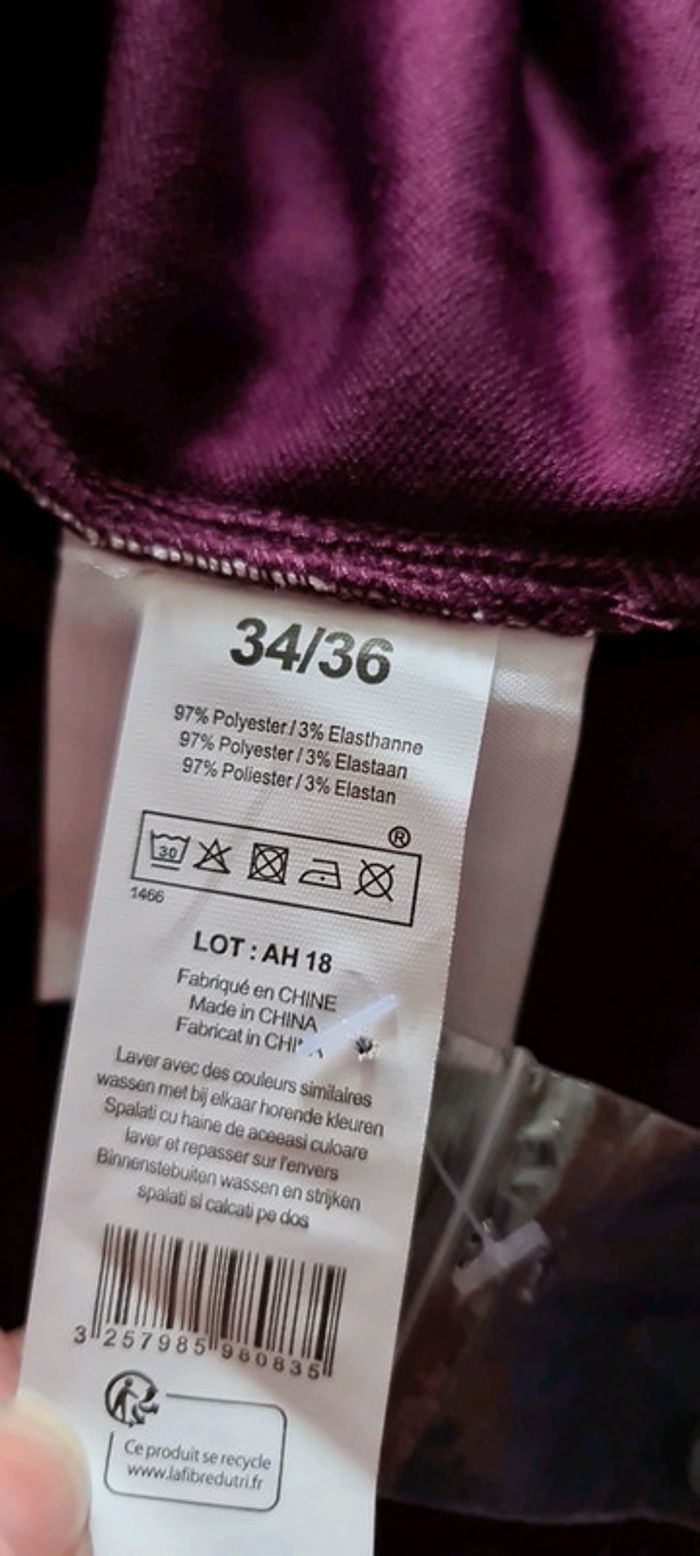 34/36
97% Polyester / 3% Elasthanne
97% Polyester / 3% Elastaan
97% Poliester / 3% Elastan
®
30
1466
LOT : AH 18
Fabriqué en CHINE
Made in CHINA
Fabricat in
Laver avec des couleurs similaires
wassen met bij elkaar horende kleuren
Spalati cu haine de aceeasi culoare
laver et repasser sur l'envers
Binnenstebuiten wassen en strijken
spalati si calcati pe dos
3 257985 980835
Ce produit se recycle
www.lafibredutri.fr